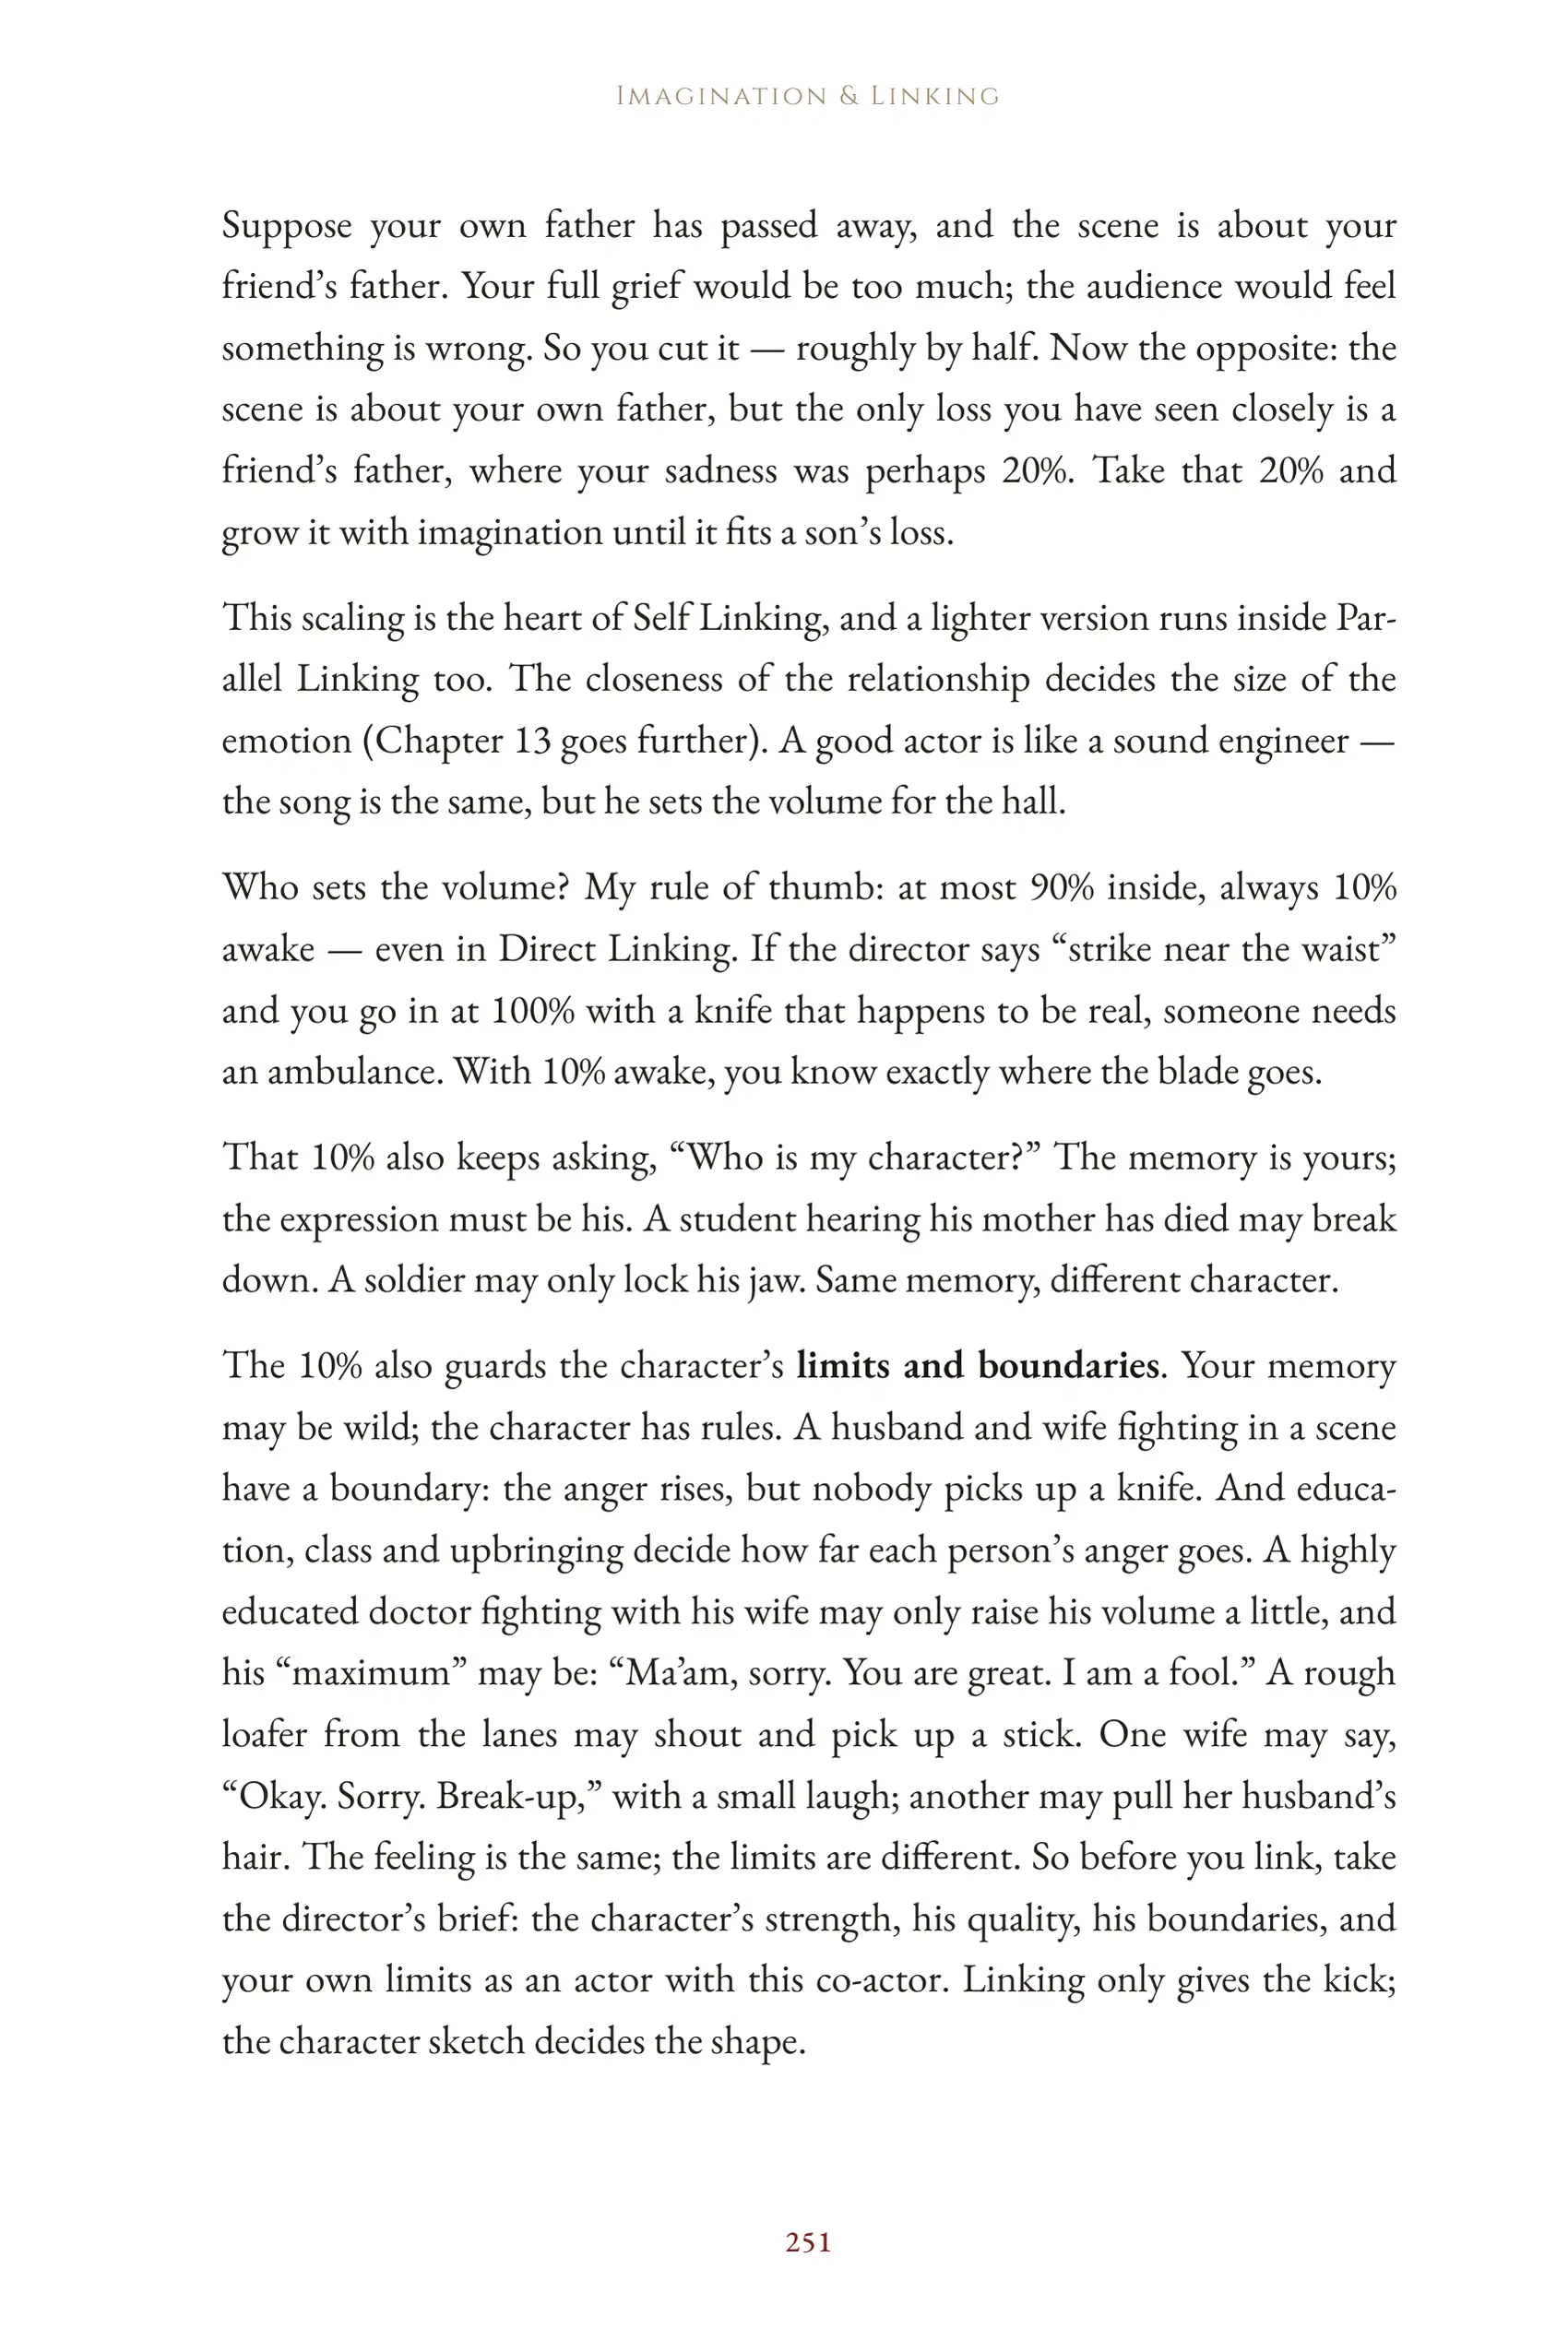 IMAGINATION & LINKING
Suppose your own father has passed away, and the scene is about your
friend’s father. Your full grief would be too much; the audience would feel
something is wrong. So you cut it — roughly by half. Now the opposite: the
scene is about your own father, but the only loss you have seen closely is a
friend’s father, where your sadness was perhaps 20%. Take that 20% and
grow it with imagination until it fits a son’s loss.
This scaling is the heart of Self Linking, and a lighter version runs inside Par-
allel Linking too. The closeness of the relationship decides the size of the
emotion (Chapter 13 goes further). A good actor is like a sound engineer —
the song is the same, but he sets the volume for the hall.
Who sets the volume? My rule of thumb: at most 90% inside, always 10%
awake — even in Direct Linking. If the director says “strike near the waist”
and you go in at 100% with a knife that happens to be real, someone needs
an ambulance. With 10% awake, you know exactly where the blade goes.
That 10% also keeps asking, “Who is my character?” The memory is yours;
the expression must be his. A student hearing his mother has died may break
down. A soldier may only lock his jaw. Same memory, different character.
The 10% also guards the character’s limits and boundaries. Your memory
may be wild; the character has rules. A husband and wife fighting in a scene
have a boundary: the anger rises, but nobody picks up a knife. And educa-
tion, class and upbringing decide how far each person’s anger goes. A highly
educated doctor fighting with his wife may only raise his volume a little, and
his “maximum” may be: “Ma’am, sorry. You are great. I am a fool.” A rough
loafer from the lanes may shout and pick up a stick. One wife may say,
“Okay. Sorry. Break-up,” with a small laugh; another may pull her husband’s
hair. The feeling is the same; the limits are different. So before you link, take
the director’s brief: the character’s strength, his quality, his boundaries, and
your own limits as an actor with this co-actor. Linking only gives the kick;
the character sketch decides the shape.
251